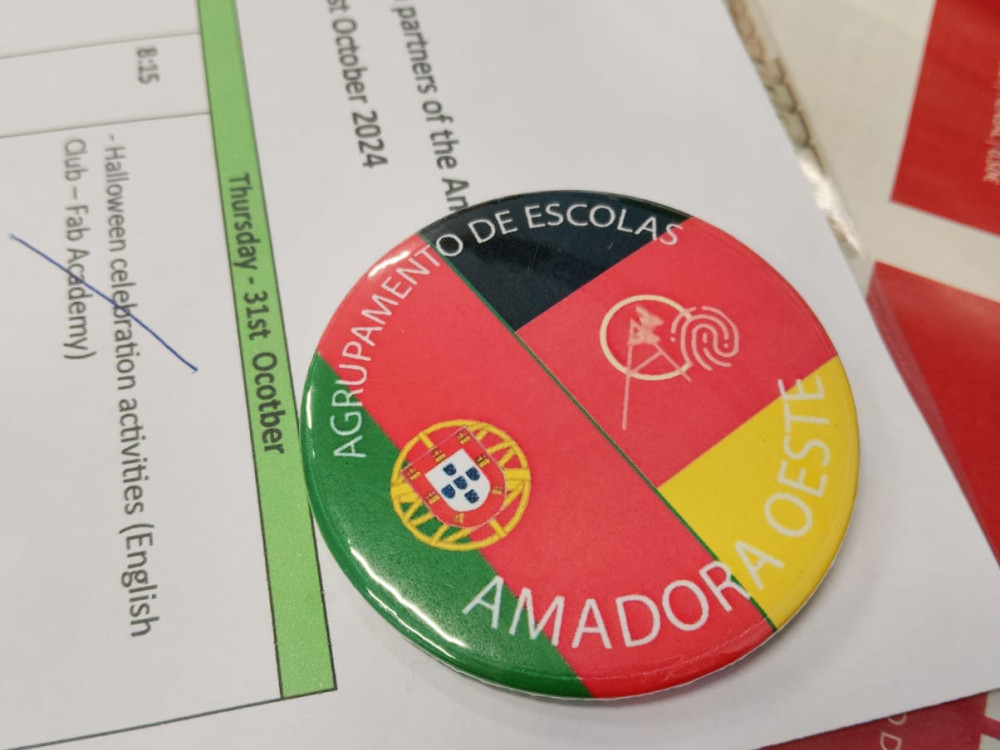 partners of the An
st October 2024
Thursday - 31st Ocotber
8:15
- Halloween celebration activities (English
Club – Fab Academy)
AGRUPAMENTO DE ESCOLAS
AMADORA OESTE